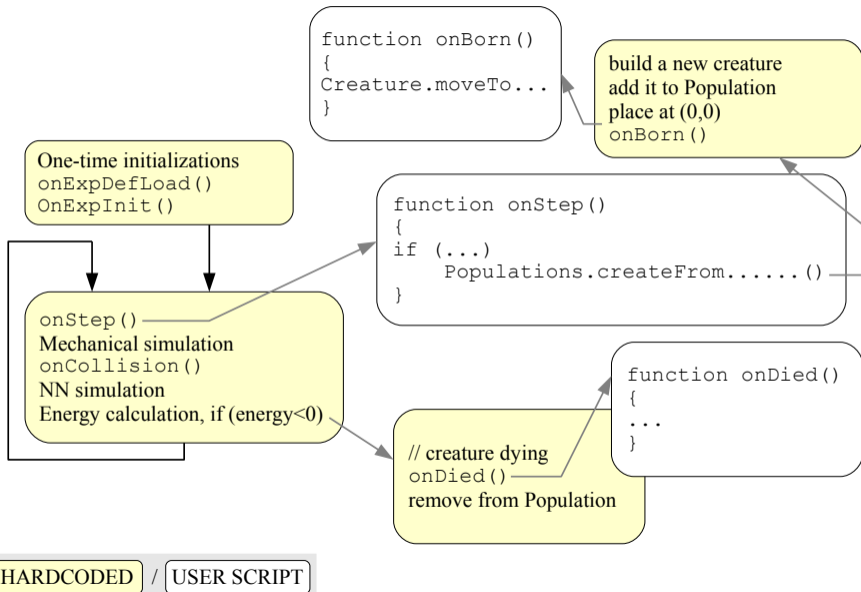 function onBorn()
{
Creature.moveTo...
}
build a new creature
add it to Population
place at (0,0)
onBorn()
One-time initializations
onExpDefLoad()
OnExpInit()
function onStep()
{
if (...)
Populations.createFrom......()
}
onStep()
Mechanical simulation
onCollision()
NN simulation
Energy calculation, if (energy<0)
function onDied()
{
...
}
// creature dying
onDied()
remove from Population
HARDCODED / USER SCRIPT